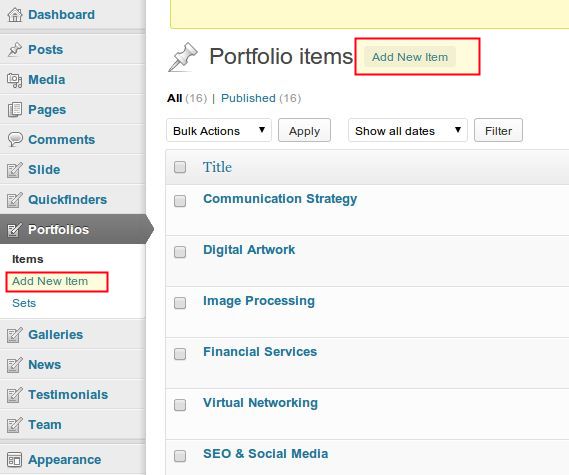 Dashboard
Posts
Media
Pages
Comments
Slide
Quickfinders
Portfolios
Items
Add New Item
Sets
Galleries
News
Testimonials
Team
Appearance
Portfolio items Add New Item
All (16) | Published (16)
Bulk Actions Apply Show all dates Filter
Title
Communication Strategy
Digital Artwork
Image Processing
Financial Services
Virtual Networking
SEO & Social Media